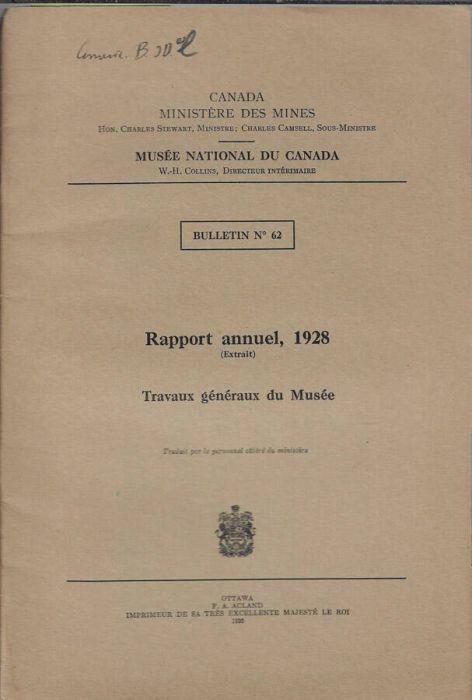 CANADA
MINISTÈRE DES MINES
HON. CHARLES STEWART, MINISTRE; CHARLES CAMSELL, SOUS-MINISTRE
MUSÉE NATIONAL DU CANADA
W.-H. COLLINS, DIRECTEUR INTÉRIMAIRE
BULLETIN N° 62
Rapport annuel, 1928
(Extrait)
Travaux généraux du Musée
Traduit par le personnel attitré du ministère
OTTAWA
F. A. ACLAND
IMPRIMEUR DE SA TRÈS EXCELLENTE MAJESTÉ LE ROI